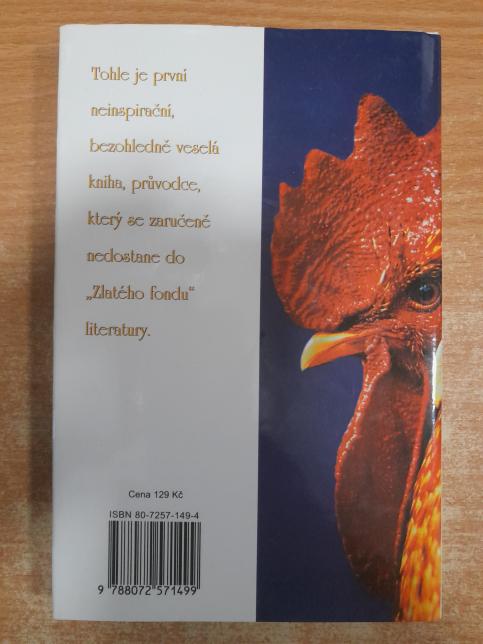 Tohle je první
neinspirační,
bezohledně veselá
kniha, průvodce,
který se zaručeně
nedostane do
„Zlatého fondu“
literatury.
Cena 129 Kč
ISBN 80-7257-149-4
9 788072 571499